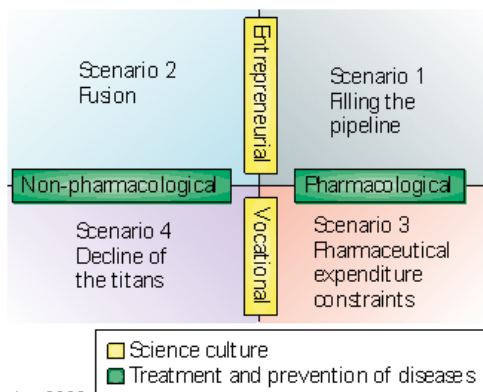 Scenario 2
Fusion
Entrepreneurial
Scenario 1
Filling the
pipeline
Non-pharmacological
Pharmacological
Scenario 4
Decline of
the titans
Vocational
Scenario 3
Pharmaceutical
expenditure
constraints
Science culture
Treatment and prevention of diseases